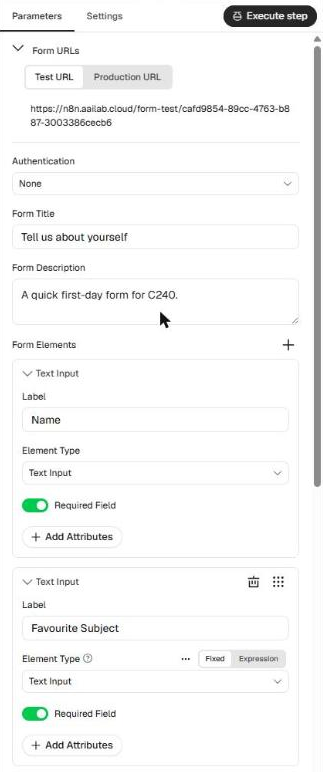 Parameters Settings Execute step
Form URLs
Test URL Production URL
https://n8n.aailab.cloud/form-test/cafd9854-89cc-4763-b8
87-3003386cecb6
Authentication
None
Form Title
Tell us about yourself
Form Description
A quick first-day form for C240.
Form Elements
Text Input
Label
Name
Element Type
Text Input
Required Field
Add Attributes
Text Input
Label
Favourite Subject
Element Type Fixed Expression
Text Input
Required Field
Add Attributes